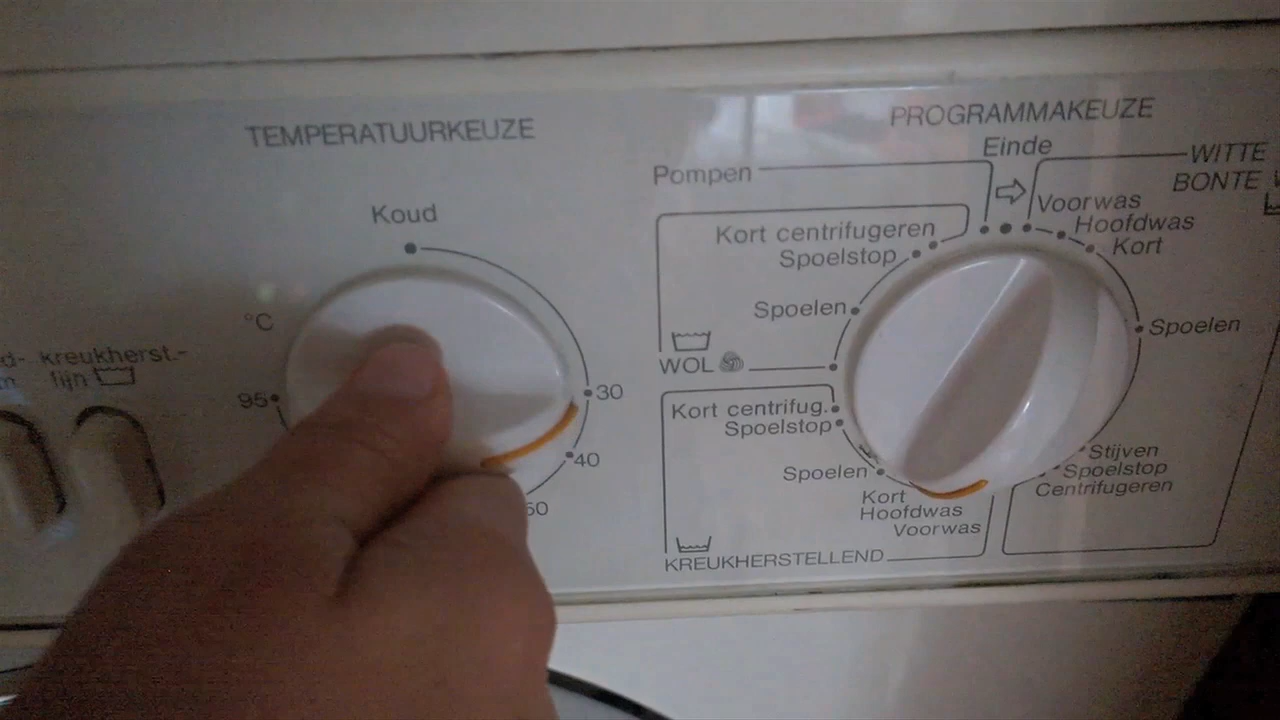 TEMPERATUURKEUZE
Koud
°C
95
30
40
kreukherst.-
fijn
PROGRAMMAKEUZE
Einde
Pompen
WITTE
BONTE
Voorwas
Hoofdwas
Kort
Kort centrifugeren
Spoelstop
Spoelen
Spoelen
WOL
Kort centrifug.
Spoelstop
Spoelen
Kort
Hoofdwas
Voorwas
KREUKHERSTELLEND
Stijven
Spoelstop
Centrifugeren